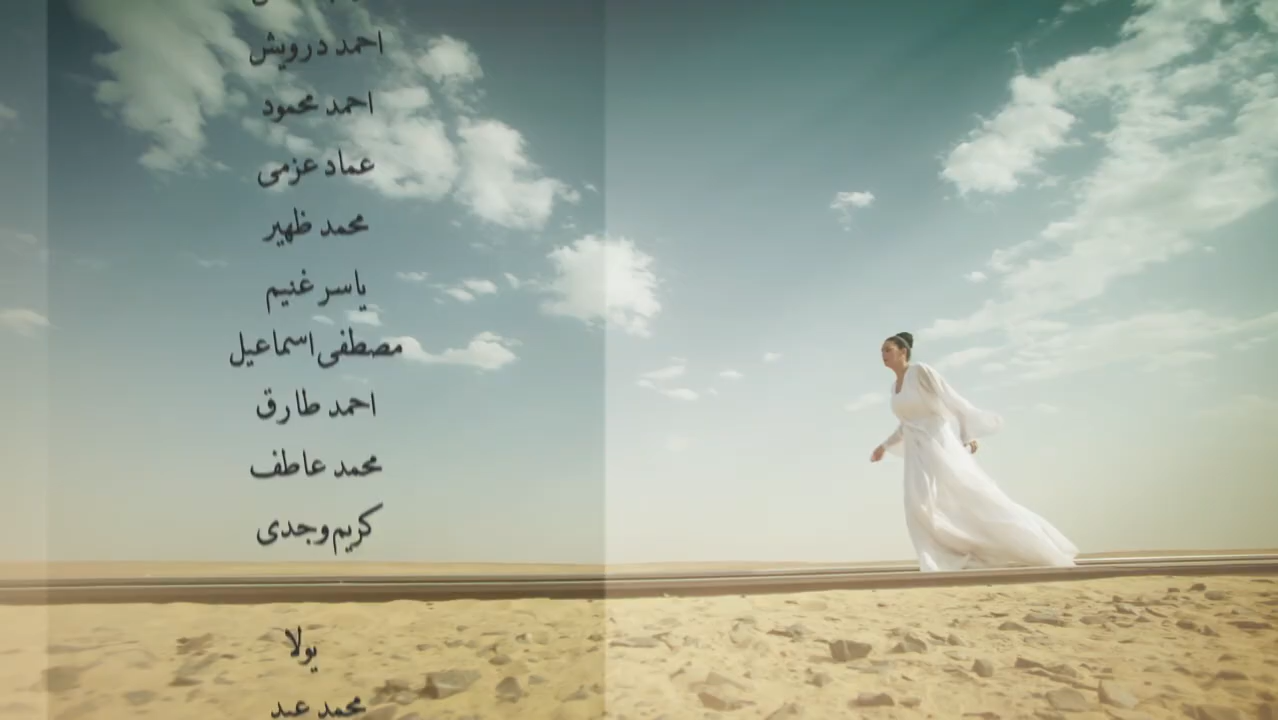 احمد درويش
احمد محمود
عماد عزمى
محمد ظهير
ياسر غنيم
مصطفى اسماعيل
احمد طارق
محمد عاطف
كريم وجدى
يولا
محمد عيد